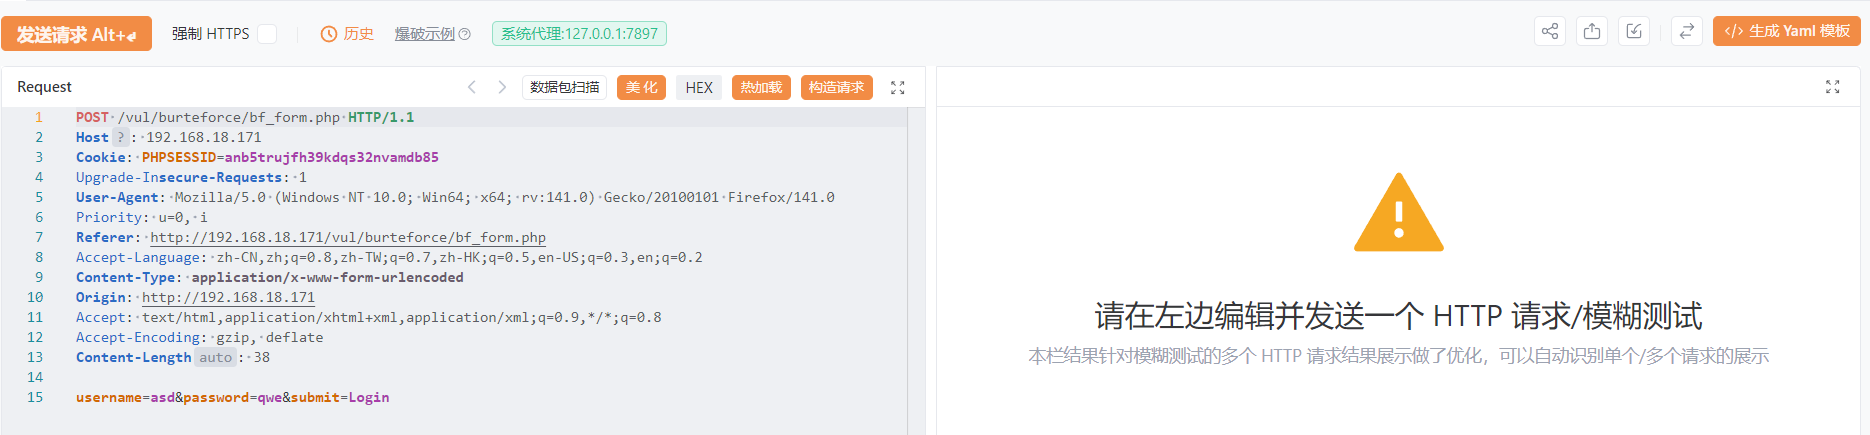 发送请求 Alt+↲ 强制 HTTPS 历史 爆破示例 系统代理:127.0.0.1:7897 </> 生成 Yaml 模板
Request 数据包扫描 美 化 HEX 热加载 构造请求
1 POST /vul/burteforce/bf_form.php HTTP/1.1
2 Host ? : 192.168.18.171
3 Cookie: PHPSESSID=anb5trujfh39kdqs32nvamdb85
4 Upgrade-Insecure-Requests: 1
5 User-Agent: Mozilla/5.0 (Windows NT 10.0; Win64; x64; rv:141.0) Gecko/20100101 Firefox/141.0
6 Priority: u=0, i
7 Referer: http://192.168.18.171/vul/burteforce/bf_form.php
8 Accept-Language: zh-CN,zh;q=0.8,zh-TW;q=0.7,zh-HK;q=0.5,en-US;q=0.3,en;q=0.2
9 Content-Type: application/x-www-form-urlencoded
10 Origin: http://192.168.18.171
11 Accept: text/html,application/xhtml+xml,application/xml;q=0.9,*/*;q=0.8
12 Accept-Encoding: gzip, deflate
13 Content-Length auto : 38
14
15 username=asd&password=qwe&submit=Login
请在左边编辑并发送一个 HTTP 请求/模糊测试
本栏结果针对模糊测试的多个 HTTP 请求结果展示做了优化，可以自动识别单个/多个请求的展示